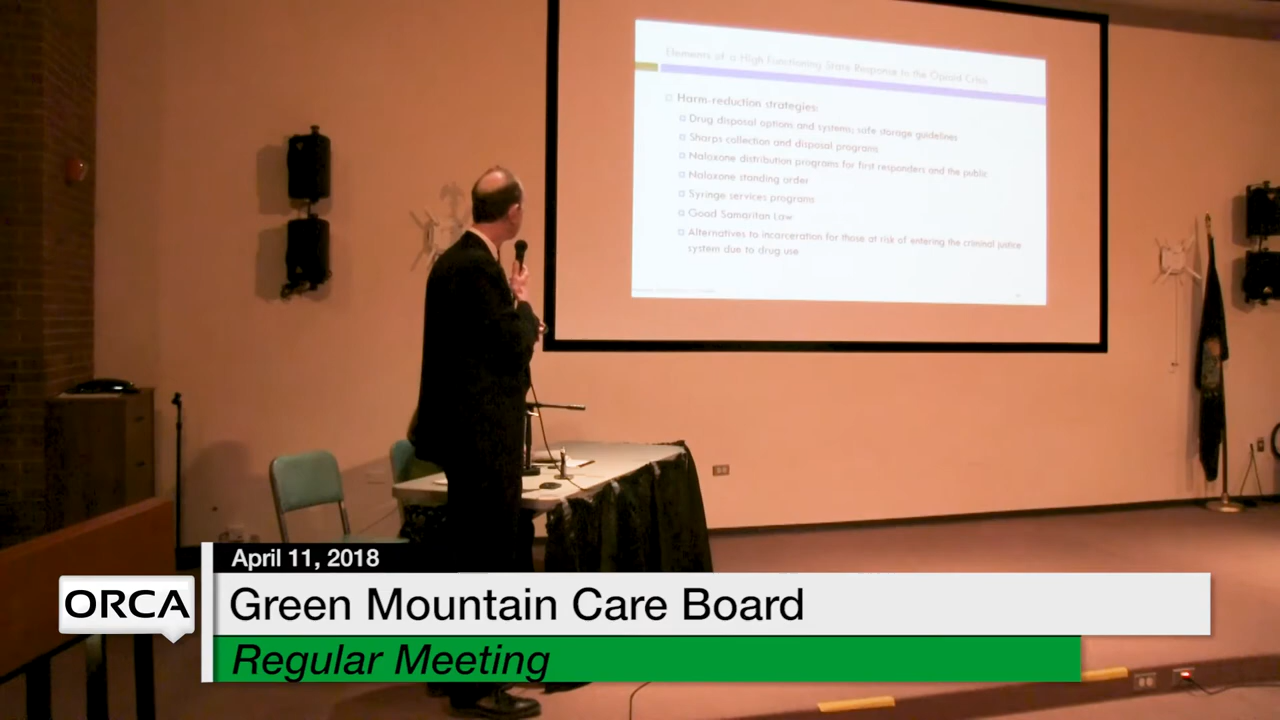 Elements of a High Functioning State Response to the Opioid Crisis
Harm-reduction strategies:
Drug disposal options and systems; safe storage guidelines
Sharps collection and disposal programs
Naloxone distribution programs for first responders and the public
Naloxone standing order
Syringe services programs
Good Samaritan Law
Alternatives to incarceration for those at risk of entering the criminal justice
system due to drug use
April 11, 2018
ORCA
Green Mountain Care Board
Regular Meeting